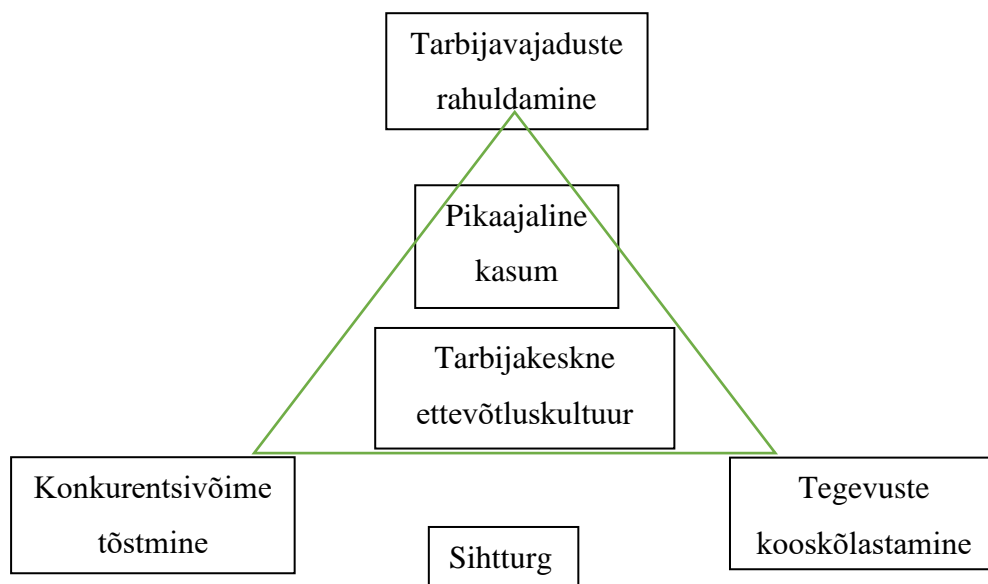 Tarbijavajaduste
rahuldamine
Pikaajaline
kasum
Tarbijakeskne
ettevõtluskultuur
Konkurentsivõime
tõstmine
Tegevuste
kooskõlastamine
Sihtturg